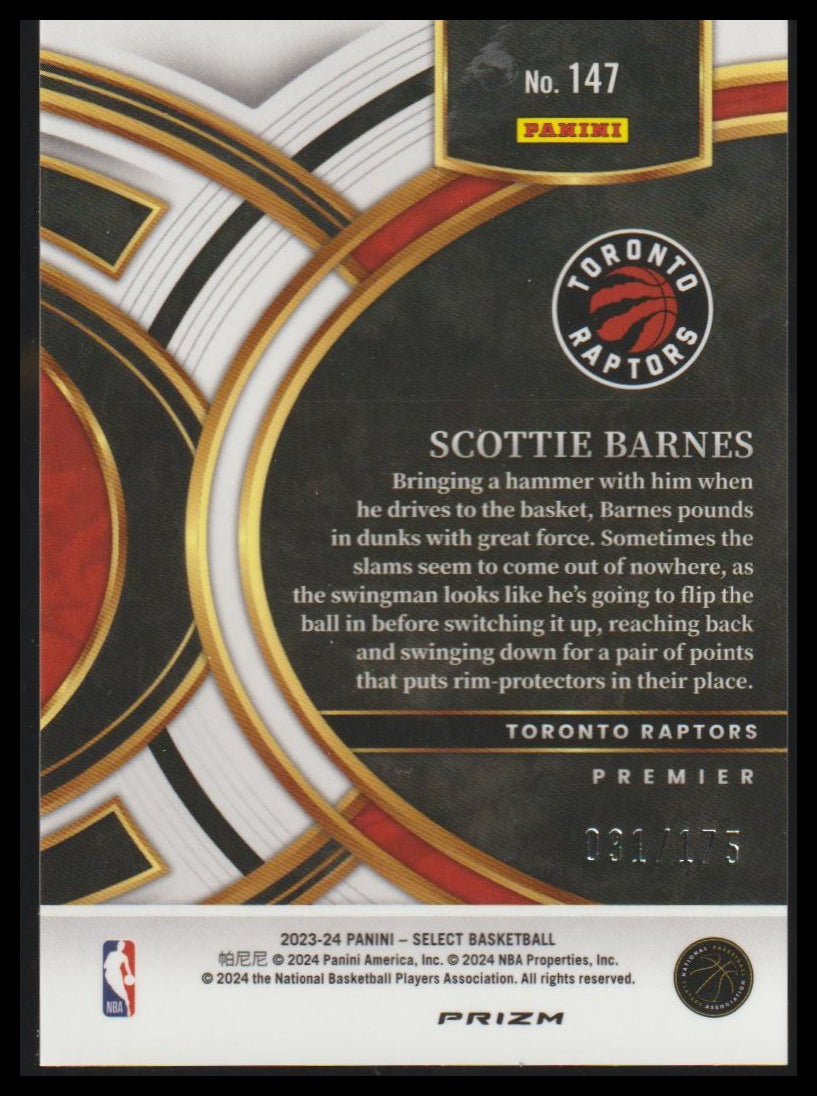 No. 147
PANINI
TORONTO
RAPTORS
SCOTTIE BARNES
Bringing a hammer with him when
he drives to the basket, Barnes pounds
in dunks with great force. Sometimes the
slams seem to come out of nowhere, as
the swingman looks like he's going to flip the
ball in before switching it up, reaching back
and swinging down for a pair of points
that puts rim-protectors in their place.
TORONTO RAPTORS
PREMIER
031/175
2023-24 PANINI – SELECT BASKETBALL
帕尼尼 © 2024 Panini America, Inc. © 2024 NBA Properties, Inc.
© 2024 the National Basketball Players Association. All rights reserved.
NBA
NATIONAL BASKETBALL
PLAYERS ASSOCIATION
PRIZM